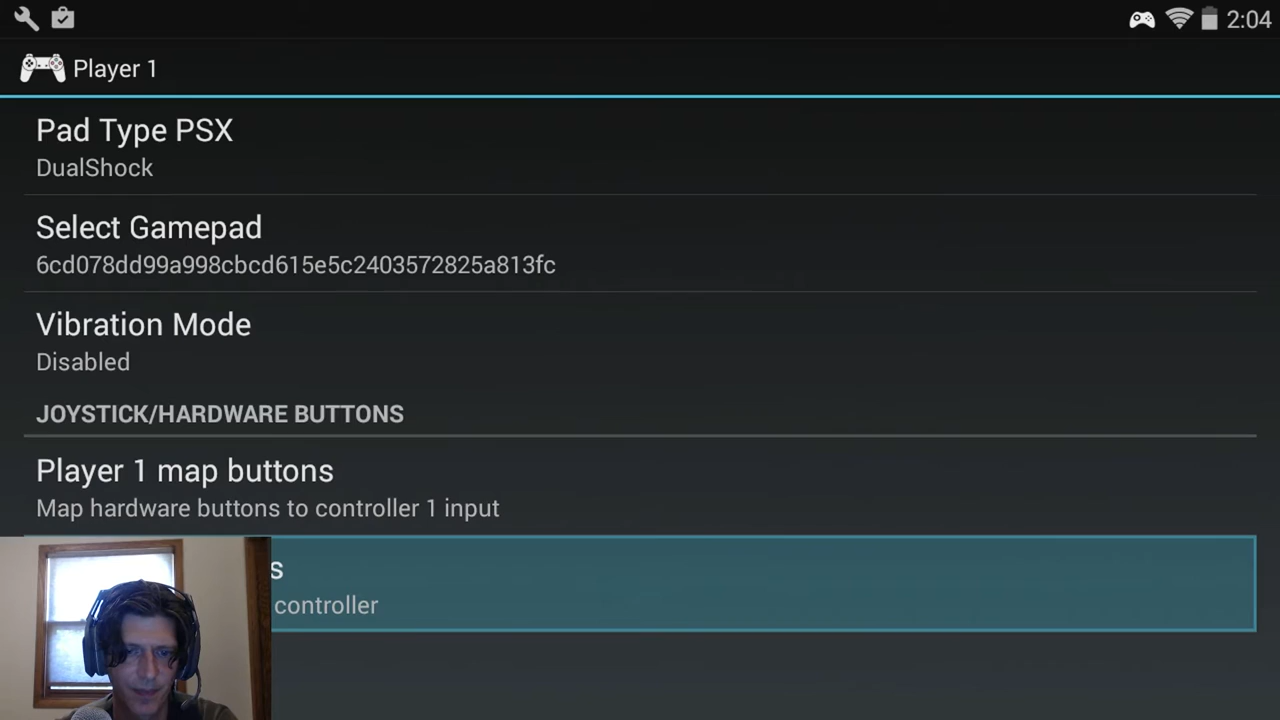 2:04
Player 1
Pad Type PSX
DualShock
Select Gamepad
6cd078dd99a998cbcd615e5c2403572825a813fc
Vibration Mode
Disabled
JOYSTICK/HARDWARE BUTTONS
Player 1 map buttons
Map hardware buttons to controller 1 input
s
controller